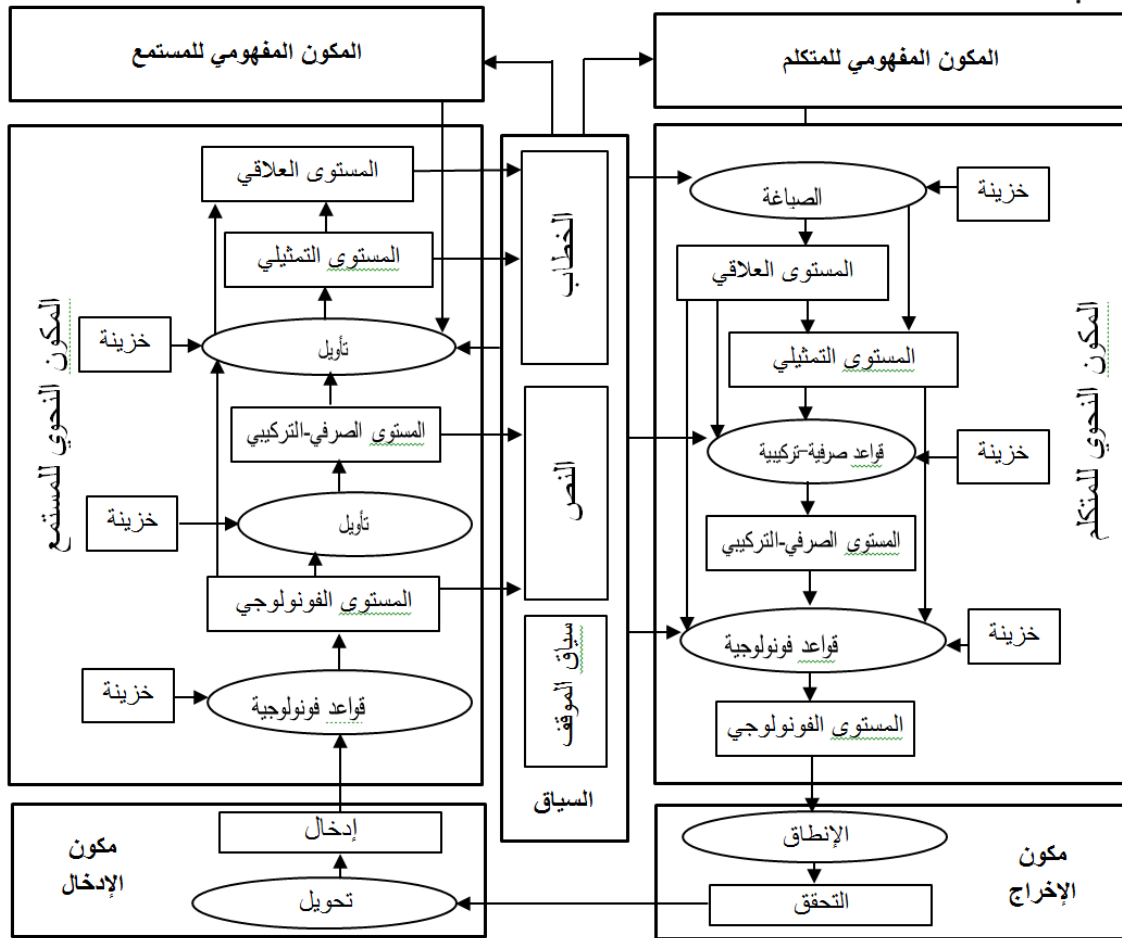 المكون المفهومي للمتكلم
المكون المفهومي للمستمع
الصباغة
خزينة
المستوى العلاقي
المستوى التمثيلي
قواعد صرفية-تركيبية
خزينة
المستوى الصرفي-التركيبي
قواعد فونولوجية
خزينة
المستوى الفونولوجي
المكون النحوي للمتكلم
الخطاب
النص
سياق الموقف
السياق
المستوى العلاقي
المستوى التمثيلي
تأويل
خزينة
المستوى الصرفي-التركيبي
تأويل
خزينة
المستوى الفونولوجي
قواعد فونولوجية
خزينة
المكون النحوي للمستمع
الإنطاق
التحقق
مكون
الإخراج
إدخال
تحويل
مكون
الإدخال